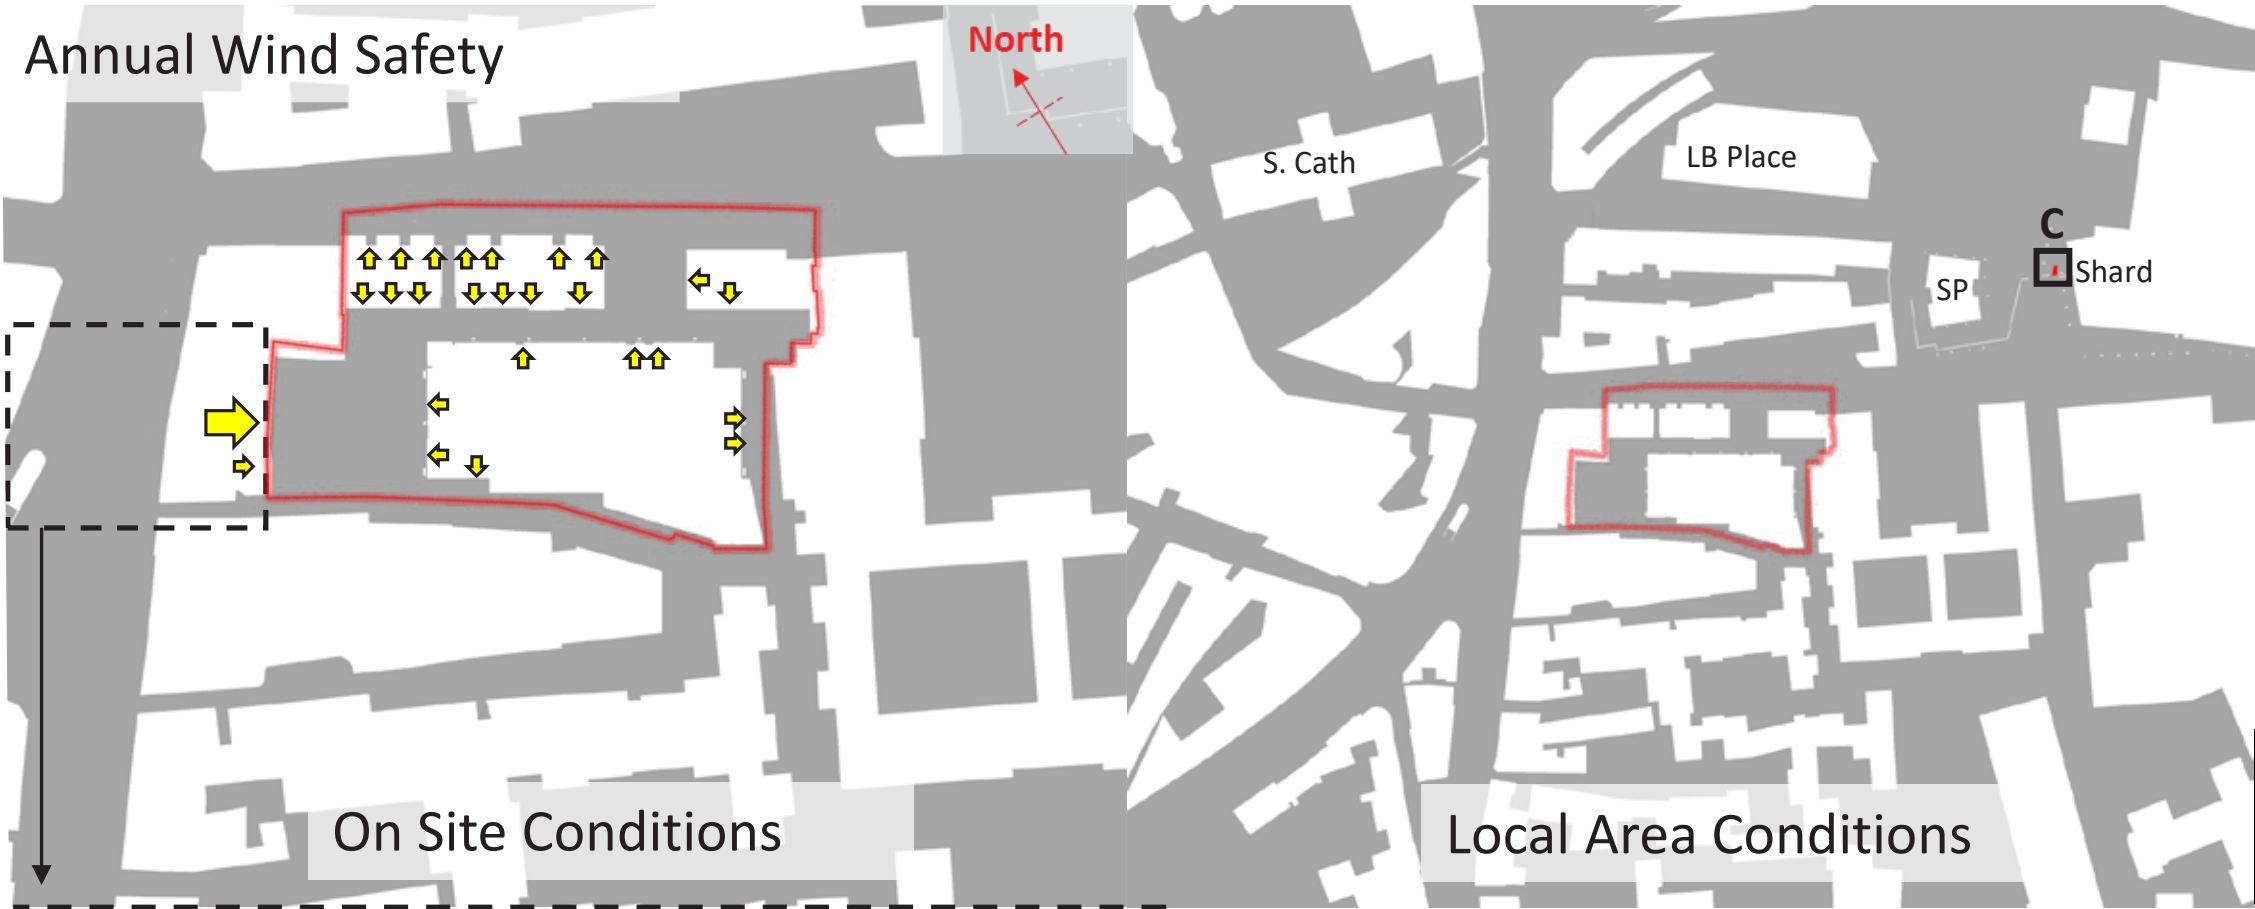 Annual Wind Safety
North
S. Cath
LB Place
C
Shard
SP
On Site Conditions
Local Area Conditions